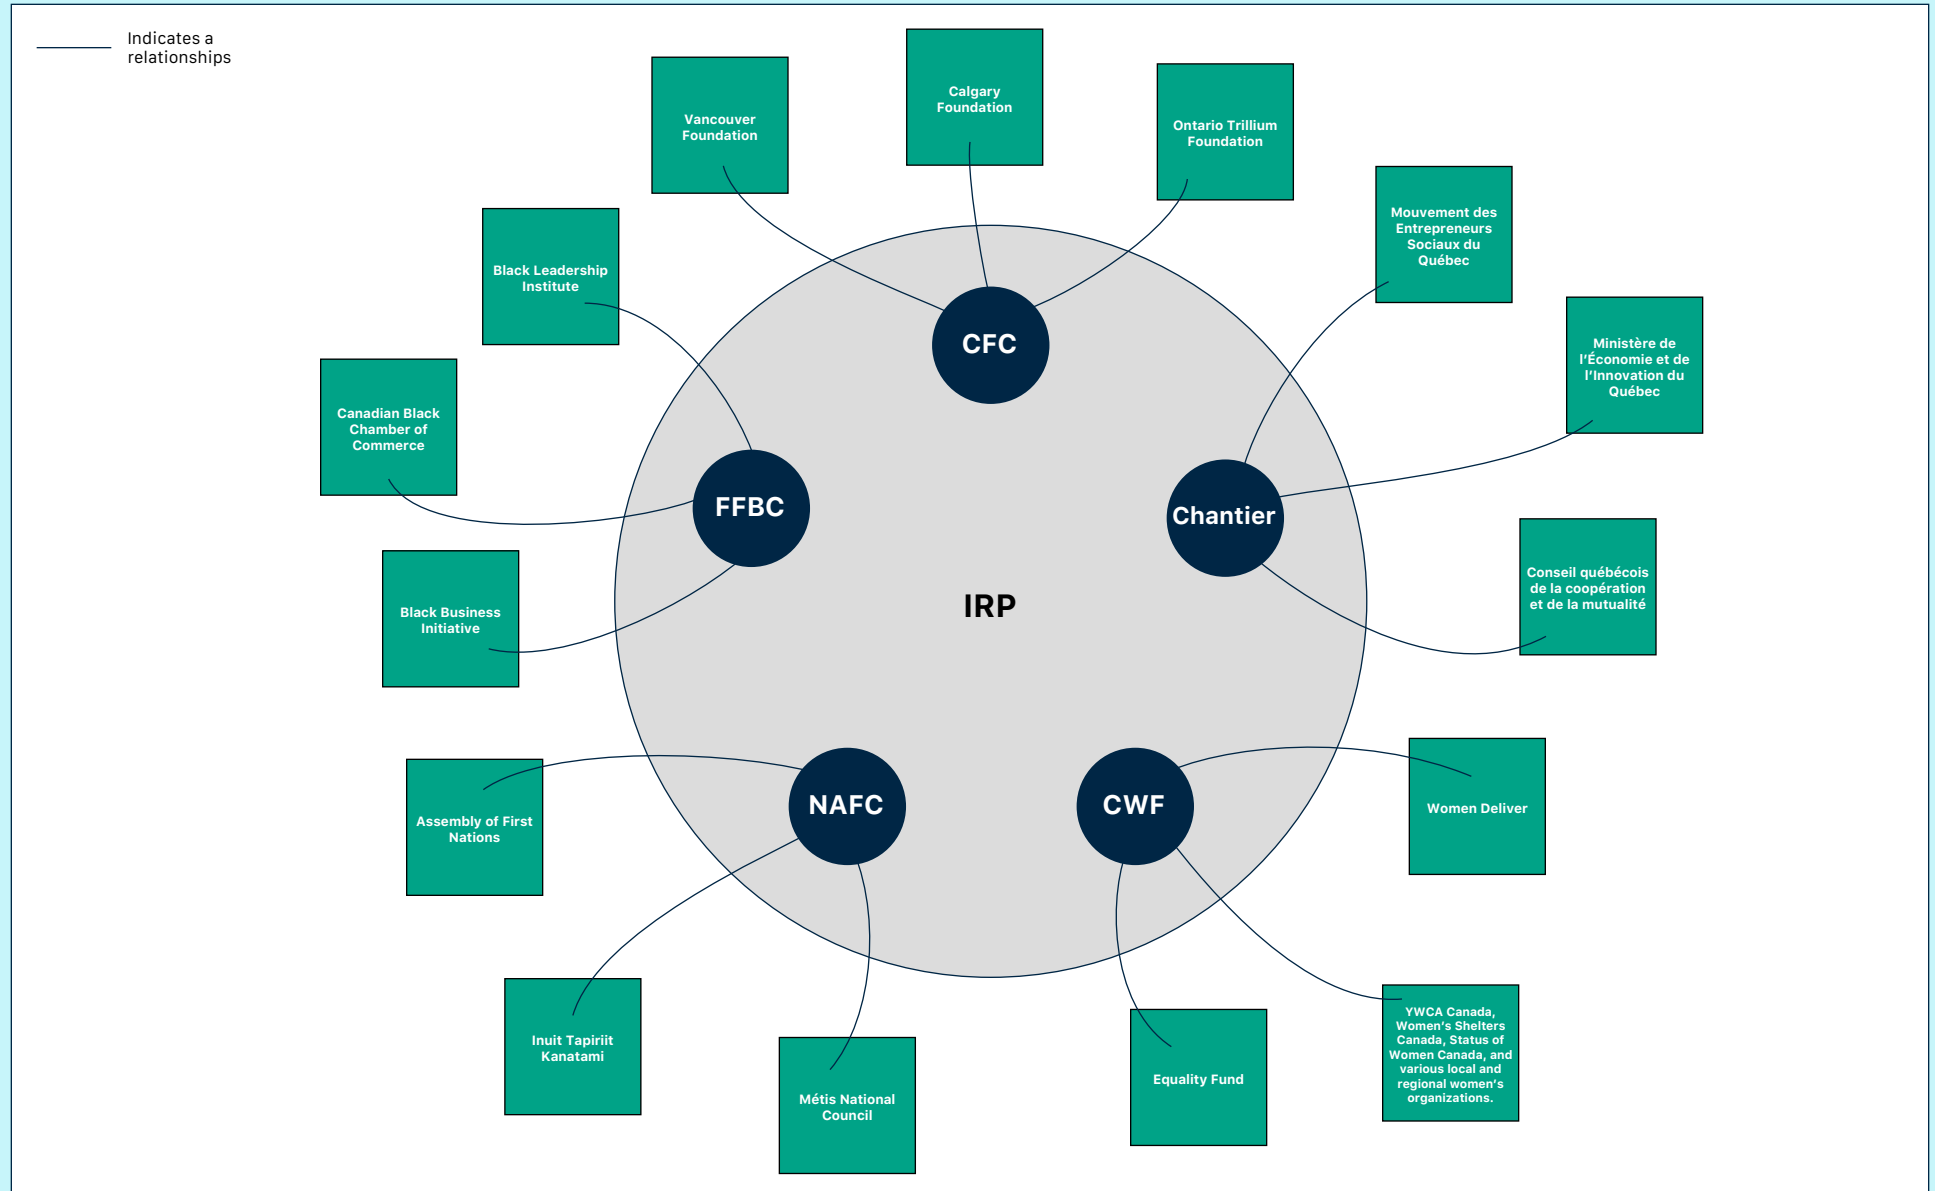 Indicates a
relationships
Calgary
Foundation
Vancouver
Foundation
Ontario Trillium
Foundation
Mouvement des
Entrepreneurs
Sociaux du
Québec
Black Leadership
Institute
Ministère de
l'Économie et de
l'Innovation du
Québec
CFC
Canadian Black
Chamber of
Commerce
FFBC
Chantier
Conseil québécois
de la coopération
et de la mutualité
IRP
Black Business
Initiative
NAFC
CWF
Women Deliver
Assembly of First
Nations
Inuit Tapiriit
Kanatami
Métis National
Council
Equality Fund
YWCA Canada,
Women's Shelters
Canada, Status of
Women Canada, and
various local and
regional women's
organizations.